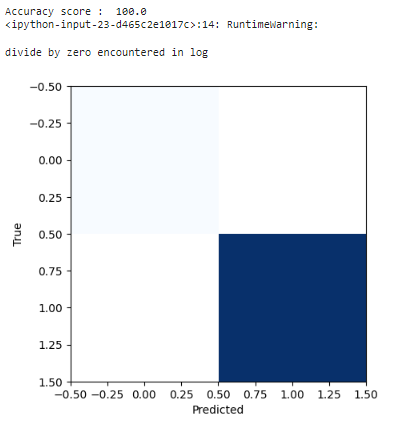 Accuracy score :  100.0
<ipython-input-23-d465c2e1017c>:14: RuntimeWarning:
divide by zero encountered in log
−0.50
−0.25
0.00
0.25
0.50
0.75
1.00
1.25
1.50
True
−0.50 −0.25 0.00 0.25 0.50 0.75 1.00 1.25 1.50
Predicted